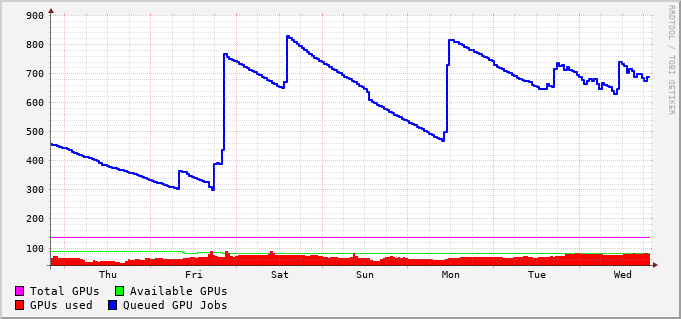 900
800
700
600
500
400
300
200
100
Thu Fri Sat Sun Mon Tue Wed
Total GPUs Available GPUs
GPUs used Queued GPU Jobs
RRDTOOL / TOBI OETIKER